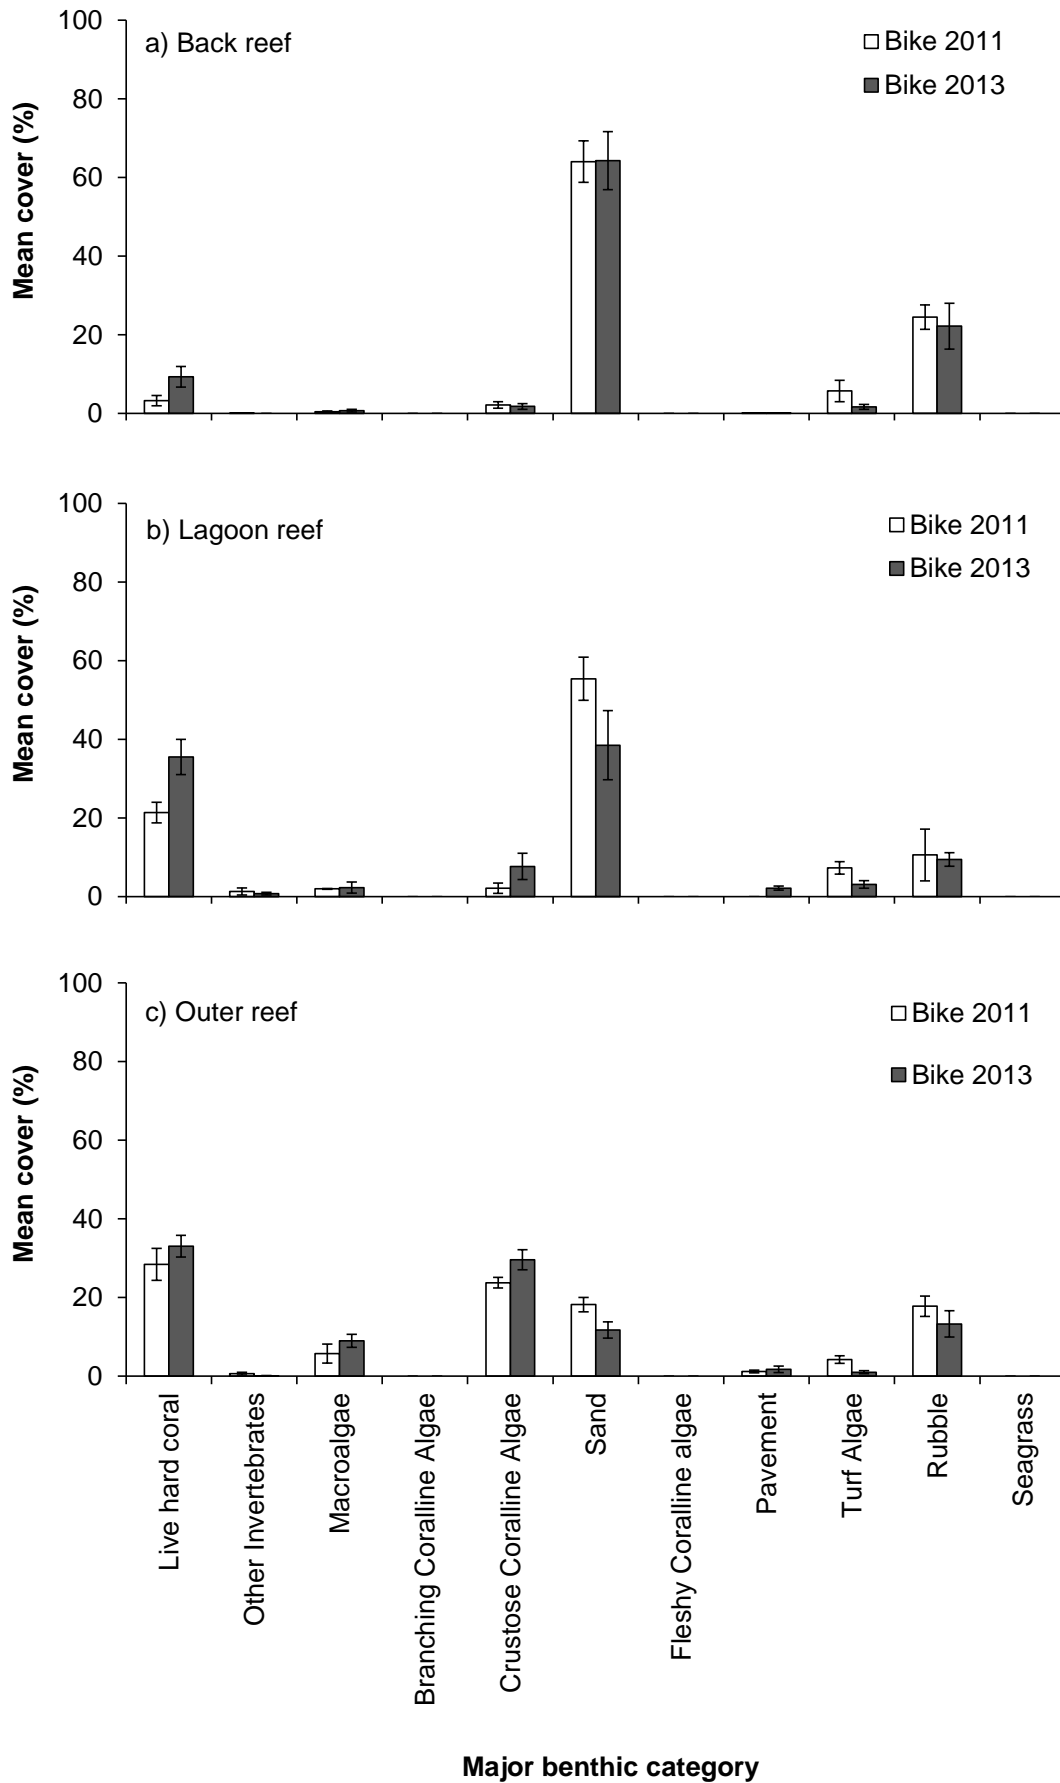 a) Back reef
Bike 2011
Bike 2013
Mean cover (%)
100
80
60
40
20
0
b) Lagoon reef
Bike 2011
Bike 2013
Mean cover (%)
100
80
60
40
20
0
c) Outer reef
Bike 2011
Bike 2013
Mean cover (%)
100
80
60
40
20
0
Live hard coral
Other Invertebrates
Macroalgae
Branching Coralline Algae
Crustose Coralline Algae
Sand
Fleshy Coralline algae
Pavement
Turf Algae
Rubble
Seagrass
Major benthic category